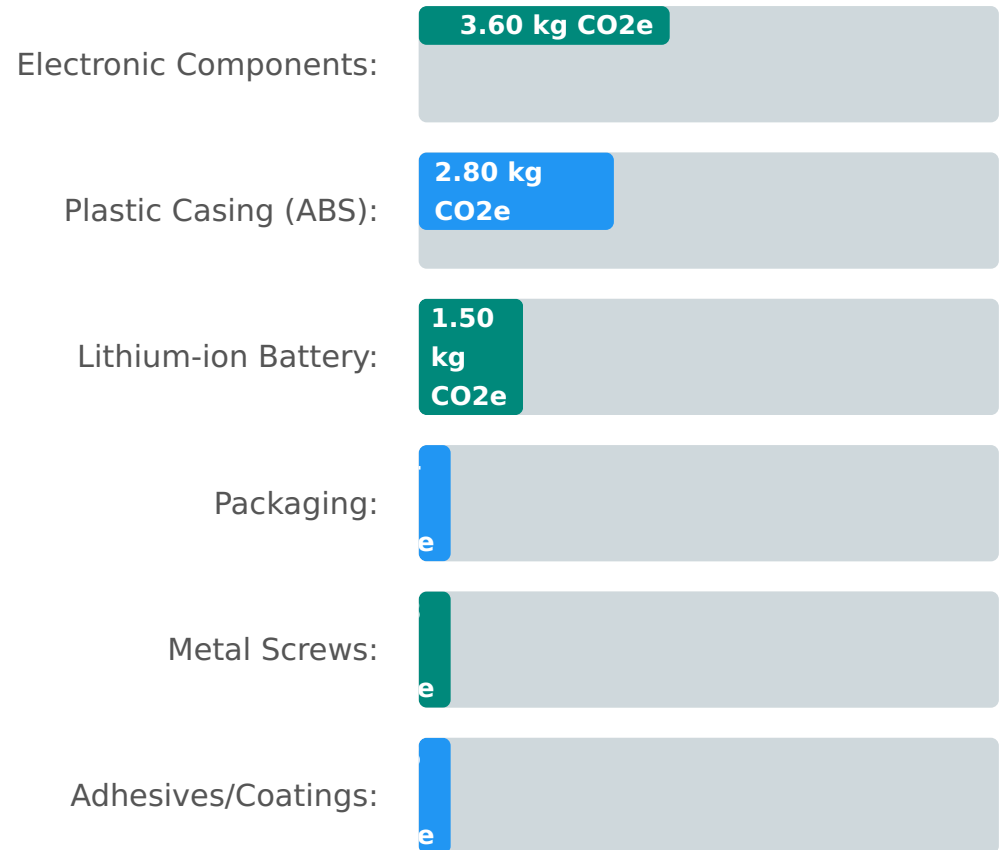 3.60 kg CO2e
Electronic Components:
2.80 kg
CO2e
Plastic Casing (ABS):
1.50
kg
CO2e
Lithium-ion Battery:
e
Packaging:
e
Metal Screws:
e
Adhesives/Coatings:
e